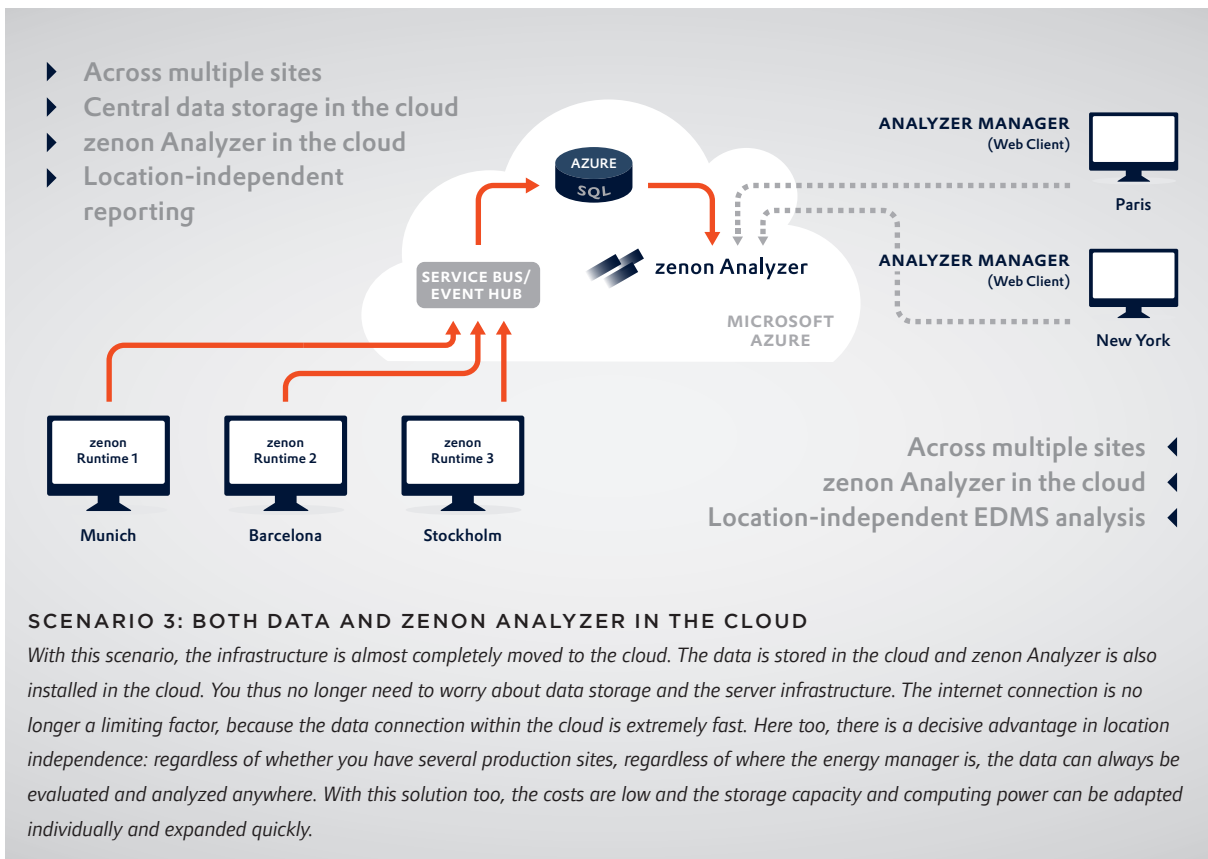 Across multiple sites
Central data storage in the cloud
zenon Analyzer in the cloud
Location-independent
reporting
AZURE
SQL
SERVICE BUS/
EVENT HUB
zenon Analyzer
MICROSOFT
AZURE
ANALYZER MANAGER
(Web Client)
Paris
ANALYZER MANAGER
(Web Client)
New York
zenon
Runtime 1
Munich
zenon
Runtime 2
Barcelona
zenon
Runtime 3
Stockholm
Across multiple sites
zenon Analyzer in the cloud
Location-independent EDMS analysis
SCENARIO 3: BOTH DATA AND ZENON ANALYZER IN THE CLOUD
With this scenario, the infrastructure is almost completely moved to the cloud. The data is stored in the cloud and zenon Analyzer is also
installed in the cloud. You thus no longer need to worry about data storage and the server infrastructure. The internet connection is no
longer a limiting factor, because the data connection within the cloud is extremely fast. Here too, there is a decisive advantage in location
independence: regardless of whether you have several production sites, regardless of where the energy manager is, the data can always be
evaluated and analyzed anywhere. With this solution too, the costs are low and the storage capacity and computing power can be adapted
individually and expanded quickly.